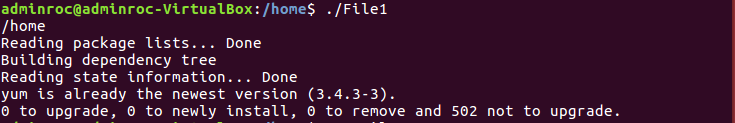 adminroc@adminroc-VirtualBox:/home$ ./File1
/home
Reading package lists... Done
Building dependency tree
Reading state information... Done
yum is already the newest version (3.4.3-3).
0 to upgrade, 0 to newly install, 0 to remove and 502 not to upgrade.